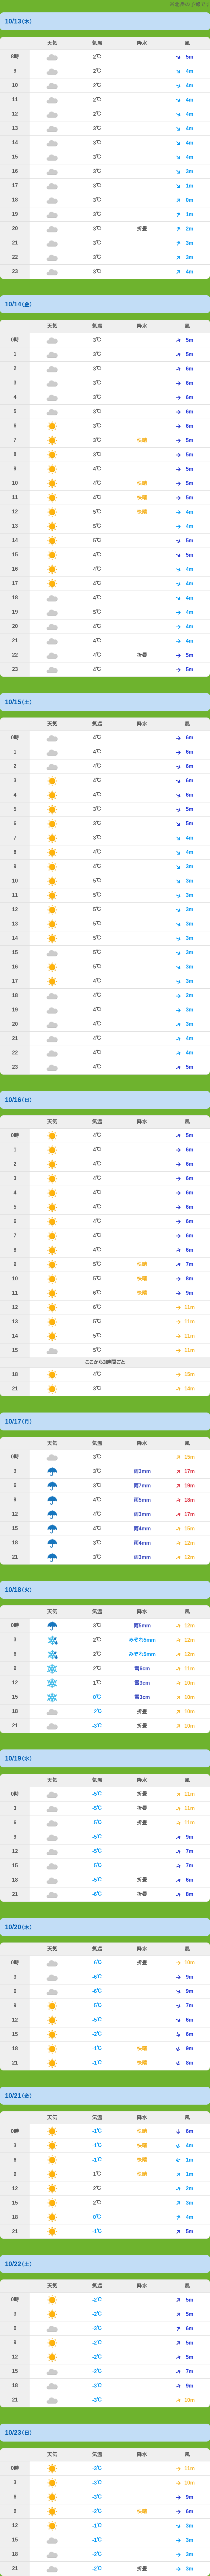 の予報です
10/13(木)
天気 気温 降水 風
8時 2℃ 5m
9 2℃ 4m
10 2℃ 4m
11 2℃ 4m
12 2℃ 4m
13 3℃ 4m
14 3℃ 4m
15 3℃ 4m
16 3℃ 3m
17 3℃ 1m
18 3℃ 0m
19 3℃ 1m
20 3℃ 折畳 2m
21 3℃ 3m
22 3℃ 3m
23 3℃ 4m
10/14(金)
天気 気温 降水 風
0時 3℃ 5m
1 3℃ 5m
2 3℃ 6m
3 3℃ 6m
4 3℃ 6m
5 3℃ 6m
6 3℃ 6m
7 3℃ 快晴 5m
8 3℃ 5m
9 4℃ 5m
10 4℃ 快晴 5m
11 4℃ 快晴 5m
12 5℃ 快晴 4m
13 5℃ 4m
14 5℃ 5m
15 5℃ 5m
16 4℃ 4m
17 4℃ 4m
18 4℃ 4m
19 5℃ 4m
20 4℃ 4m
21 4℃ 4m
22 4℃ 折畳 5m
23 4℃ 5m
10/15(土)
天気 気温 降水 風
0時 4℃ 6m
1 4℃ 6m
2 4℃ 6m
3 4℃ 6m
4 4℃ 6m
5 3℃ 5m
6 3℃ 5m
7 3℃ 4m
8 4℃ 4m
9 4℃ 3m
10 5℃ 3m
11 5℃ 3m
12 5℃ 3m
13 5℃ 3m
14 5℃ 3m
15 5℃ 3m
16 5℃ 3m
17 4℃ 3m
18 4℃ 2m
19 4℃ 3m
20 4℃ 3m
21 4℃ 4m
22 4℃ 4m
23 4℃ 5m
10/16(日)
天気 気温 降水 風
0時 4℃ 5m
1 4℃ 6m
2 4℃ 6m
3 4℃ 6m
4 4℃ 6m
5 4℃ 6m
6 4℃ 6m
7 4℃ 6m
8 4℃ 6m
9 5℃ 快晴 7m
10 5℃ 快晴 8m
11 6℃ 快晴 9m
12 6℃ 11m
13 5℃ 11m
14 5℃ 11m
15 5℃ 11m
ここから3時間ごと
18 4℃ 15m
21 3℃ 14m
10/17(月)
天気 気温 降水 風
0時 3℃ 15m
3 3℃ 雨3mm 17m
6 3℃ 雨7mm 19m
9 4℃ 雨5mm 18m
12 4℃ 雨3mm 17m
15 4℃ 雨4mm 15m
18 3℃ 雨4mm 12m
21 3℃ 雨3mm 12m
10/18(火)
天気 気温 降水 風
0時 3℃ 雨5mm 12m
3 2℃ みぞれ5mm 12m
6 2℃ みぞれ5mm 12m
9 2℃ 雪6cm 11m
12 1℃ 雪3cm 10m
15 0℃ 雪3cm 10m
18 -2℃ 折畳 10m
21 -3℃ 折畳 10m
10/19(水)
天気 気温 降水 風
0時 -5℃ 折畳 11m
3 -5℃ 折畳 11m
6 -5℃ 折畳 11m
9 -5℃ 9m
12 -5℃ 7m
15 -5℃ 7m
18 -5℃ 折畳 6m
21 -6℃ 折畳 8m
10/20(木)
天気 気温 降水 風
0時 -6℃ 折畳 10m
3 -6℃ 9m
6 -6℃ 9m
9 -5℃ 7m
12 -5℃ 6m
15 -2℃ 6m
18 -1℃ 快晴 9m
21 -1℃ 快晴 8m
10/21(金)
天気 気温 降水 風
0時 -1℃ 快晴 6m
3 -1℃ 快晴 4m
6 -1℃ 快晴 1m
9 1℃ 快晴 1m
12 2℃ 2m
15 2℃ 3m
18 0℃ 4m
21 -1℃ 5m
10/22(土)
天気 気温 降水 風
0時 -2℃ 5m
3 -2℃ 5m
6 -3℃ 6m
9 -2℃ 5m
12 -2℃ 5m
15 -2℃ 7m
18 -3℃ 9m
21 -3℃ 10m
10/23(日)
天気 気温 降水 風
0時 -3℃ 11m
3 -3℃ 10m
6 -3℃ 9m
9 -2℃ 快晴 6m
12 -1℃ 3m
15 -1℃ 3m
18 -2℃ 3m
21 -2℃ 折畳 3m